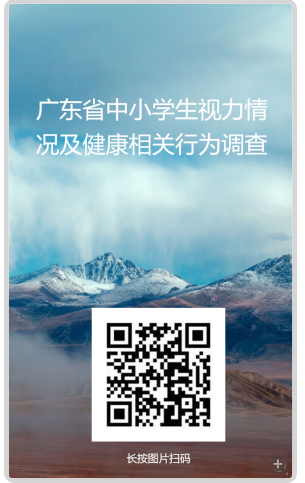 广东省中小学生视力情
况及健康相关行为调查
长按图片扫码